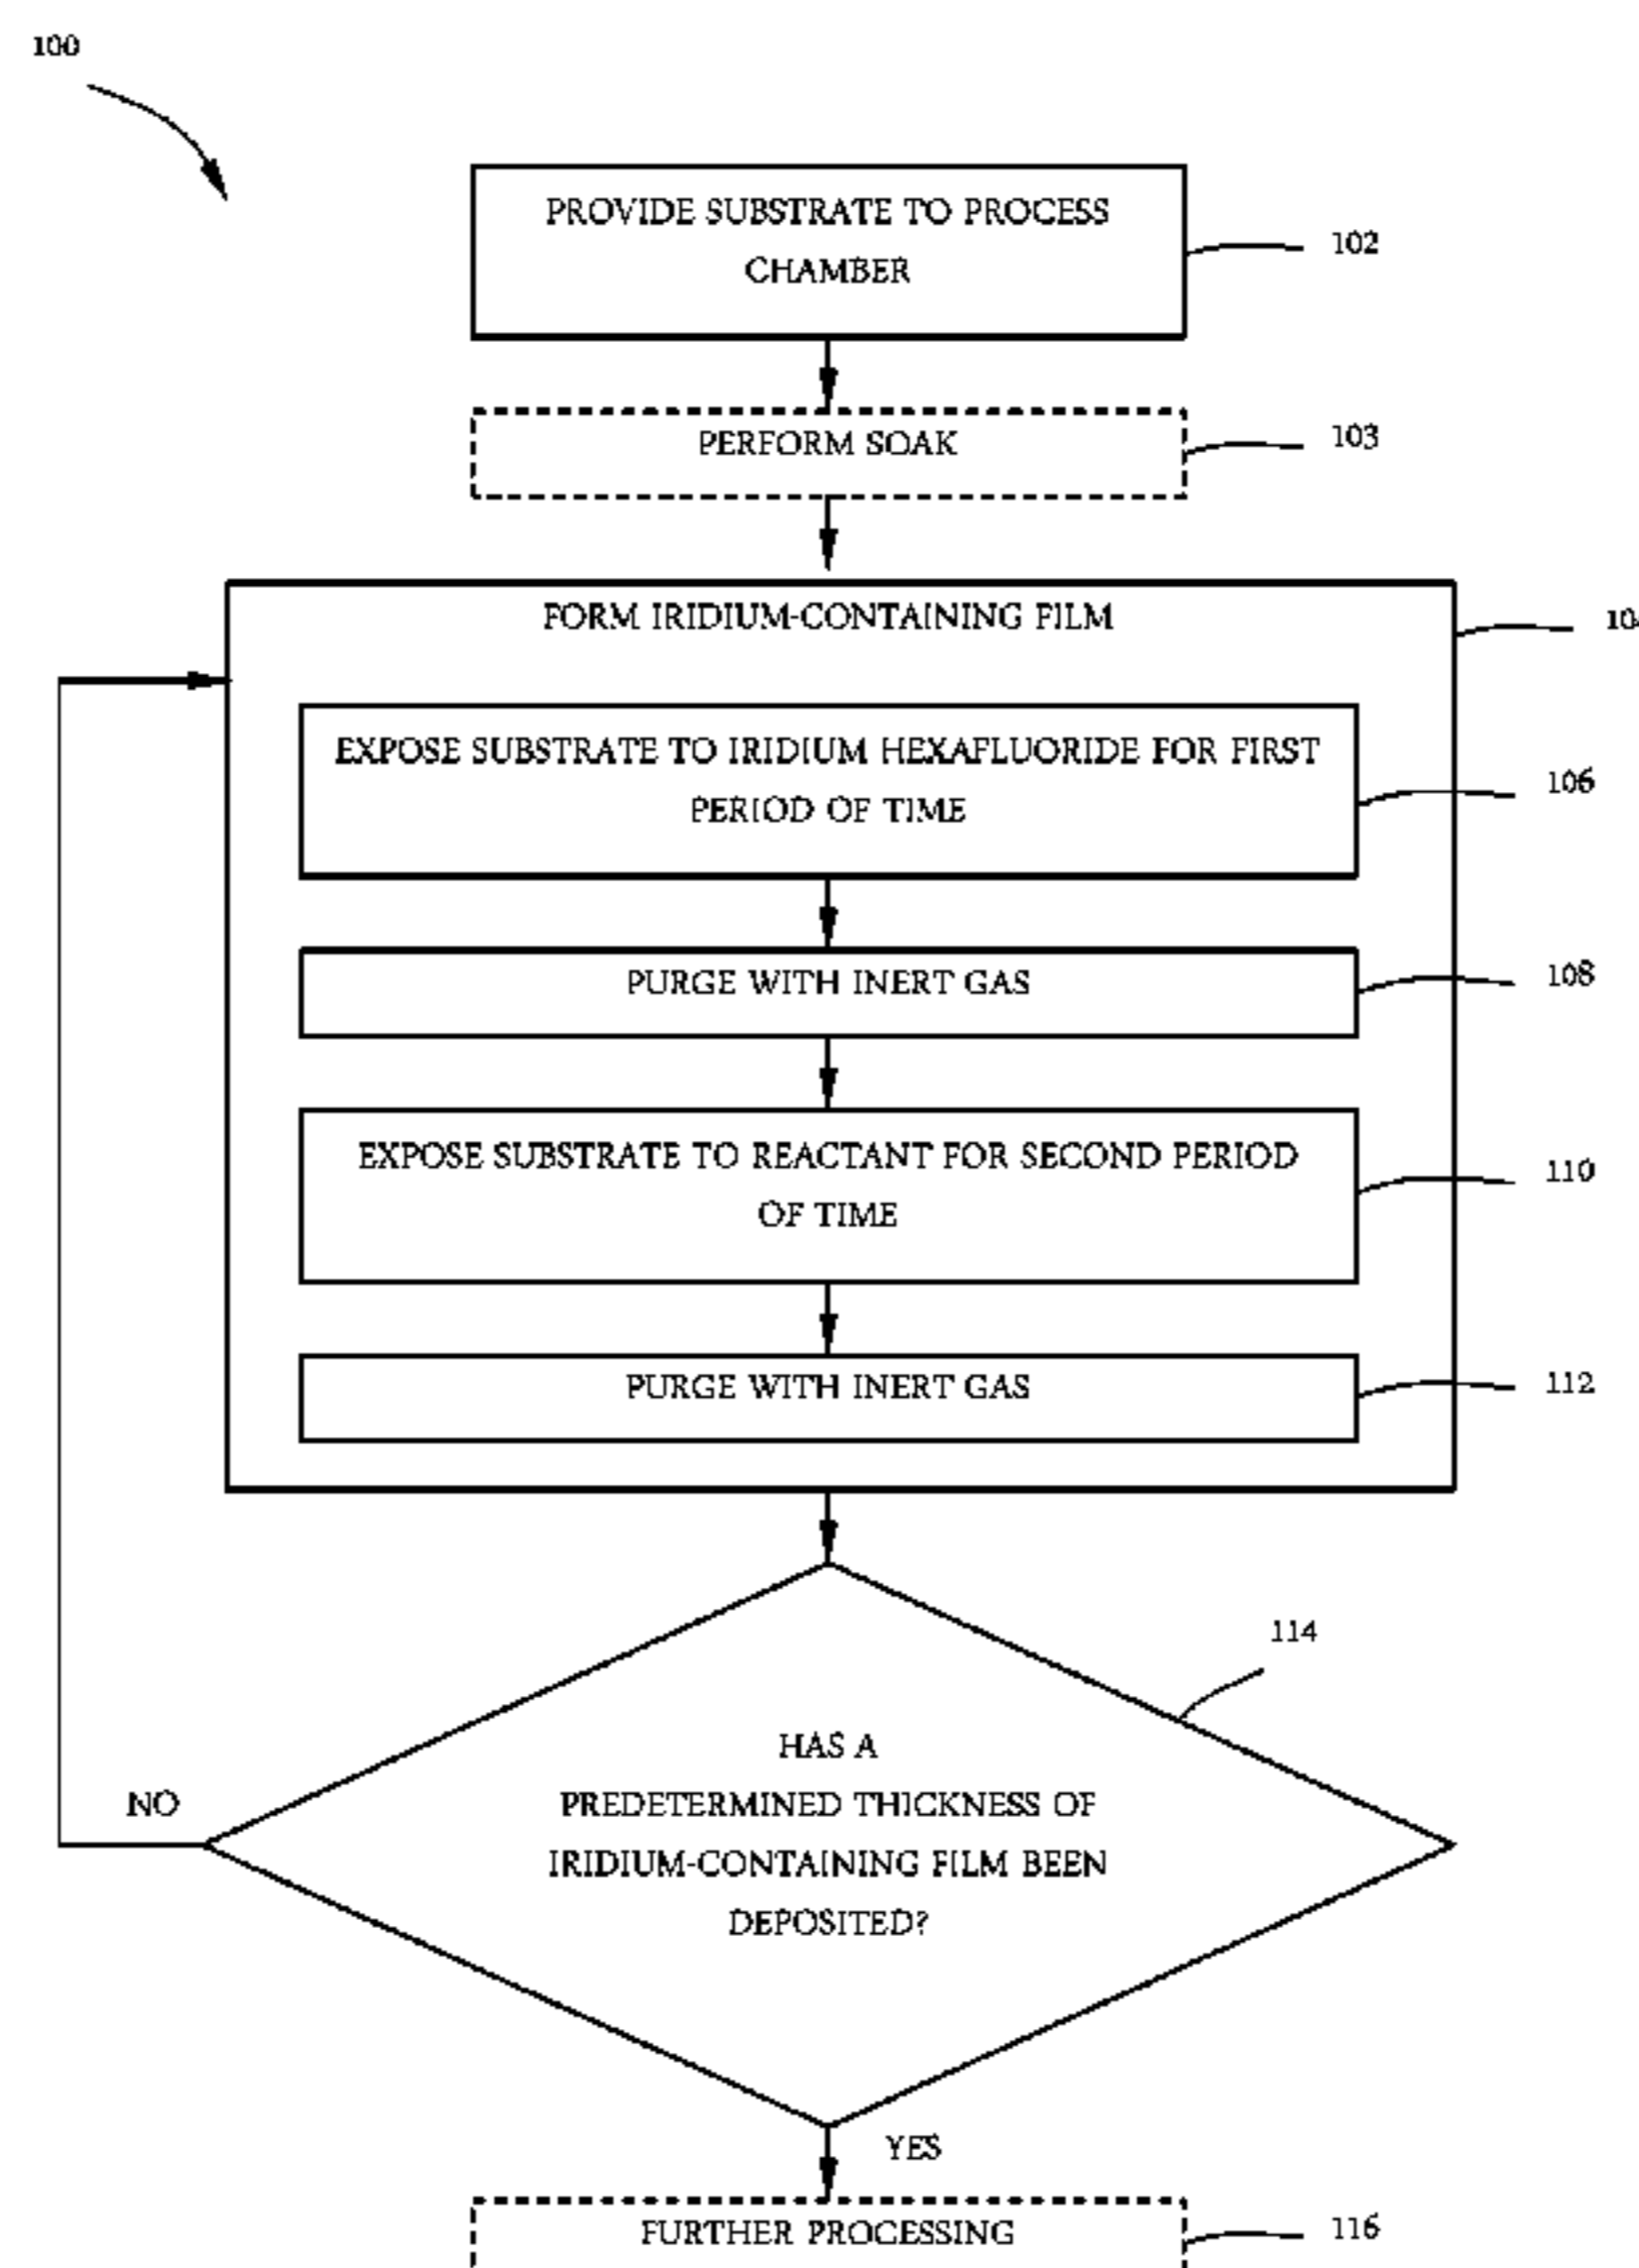 100
PROVIDE SUBSTRATE TO PROCESS
CHAMBER
102
PERFORM SOAK
103
FORM IRIDIUM-CONTAINING FILM
EXPOSE SUBSTRATE TO IRIDIUM HEXAFLUORIDE FOR FIRST
PERIOD OF TIME
106
PURGE WITH INERT GAS
108
EXPOSE SUBSTRATE TO REACTANT FOR SECOND PERIOD
OF TIME
110
PURGE WITH INERT GAS
112
114
HAS A
PREDETERMINED THICKNESS OF
IRIDIUM-CONTAINING FILM BEEN
DEPOSITED?
NO
YES
FURTHER PROCESSING
116